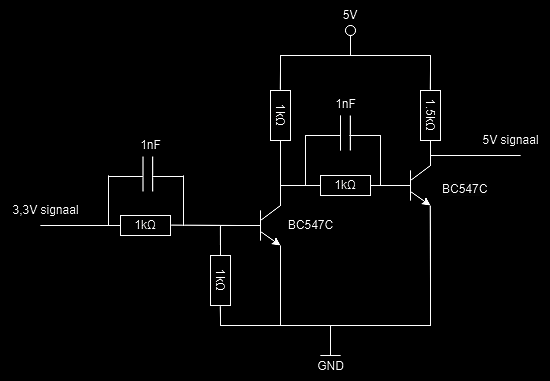 5V
1kΩ
1nF
1.5kΩ
5V signaal
1nF
1kΩ
BC547C
3,3V signaal
1kΩ
BC547C
1kΩ
GND